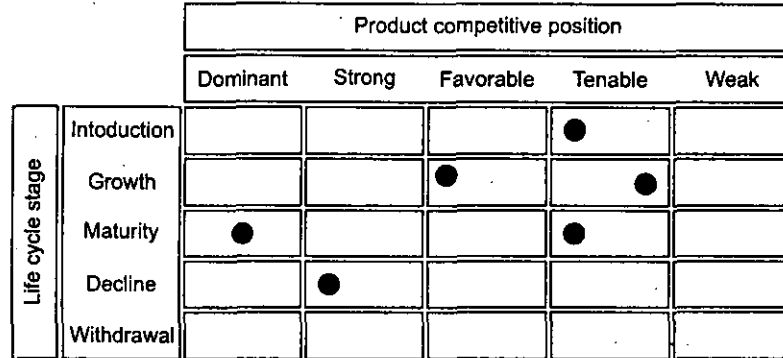 Product competitive position
Dominant Strong Favorable Tenable Weak
Life cycle stage
Intoduction
Growth
Maturity
Decline
Withdrawal